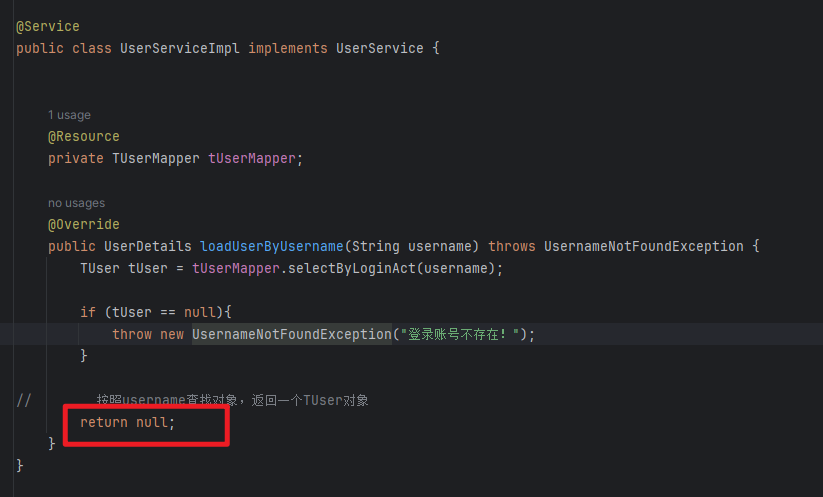 @Service
public class UserServiceImpl implements UserService {
1 usage
@Resource
private TUserMapper tUserMapper;
no usages
@Override
public UserDetails loadUserByUsername(String username) throws UsernameNotFoundException {
TUser tUser = tUserMapper.selectByLoginAct(username);
if (tUser == null){
throw new UsernameNotFoundException("登录账号不存在！");
}
// 按照username查找对象，返回一个TUser对象
return null;
}
}